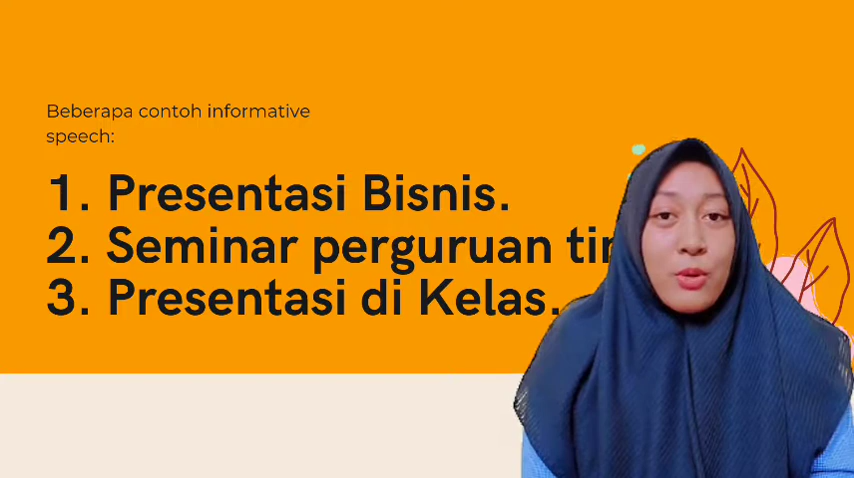 Beberapa contoh informative
speech:
1. Presentasi Bisnis.
2. Seminar perguruan
3. Presentasi di Kelas.